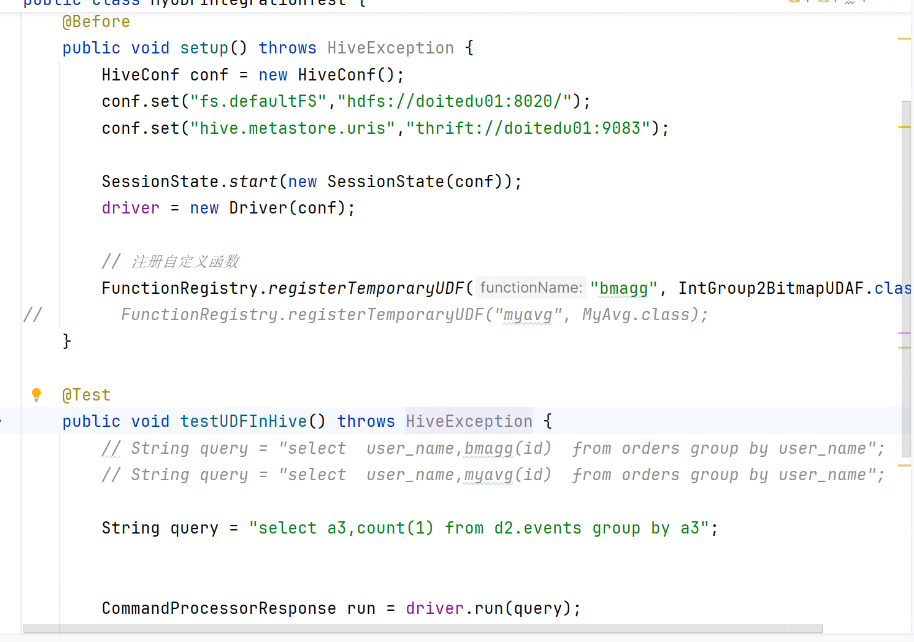 public class MyUDFIntegrationTest {
@Before
public void setup() throws HiveException {
HiveConf conf = new HiveConf();
conf.set("fs.defaultFS","hdfs://doitedu01:8020/");
conf.set("hive.metastore.uris","thrift://doitedu01:9083");
SessionState.start(new SessionState(conf));
driver = new Driver(conf);
// 注册自定义函数
FunctionRegistry.registerTemporaryUDF( functionName: "bmagg", IntGroup2BitmapUDAF.clas
// FunctionRegistry.registerTemporaryUDF("myavg", MyAvg.class);
}
@Test
public void testUDFInHive() throws HiveException {
// String query = "select user_name,bmagg(id) from orders group by user_name";
// String query = "select user_name,myavg(id) from orders group by user_name";
String query = "select a3,count(1) from d2.events group by a3";
CommandProcessorResponse run = driver.run(query);